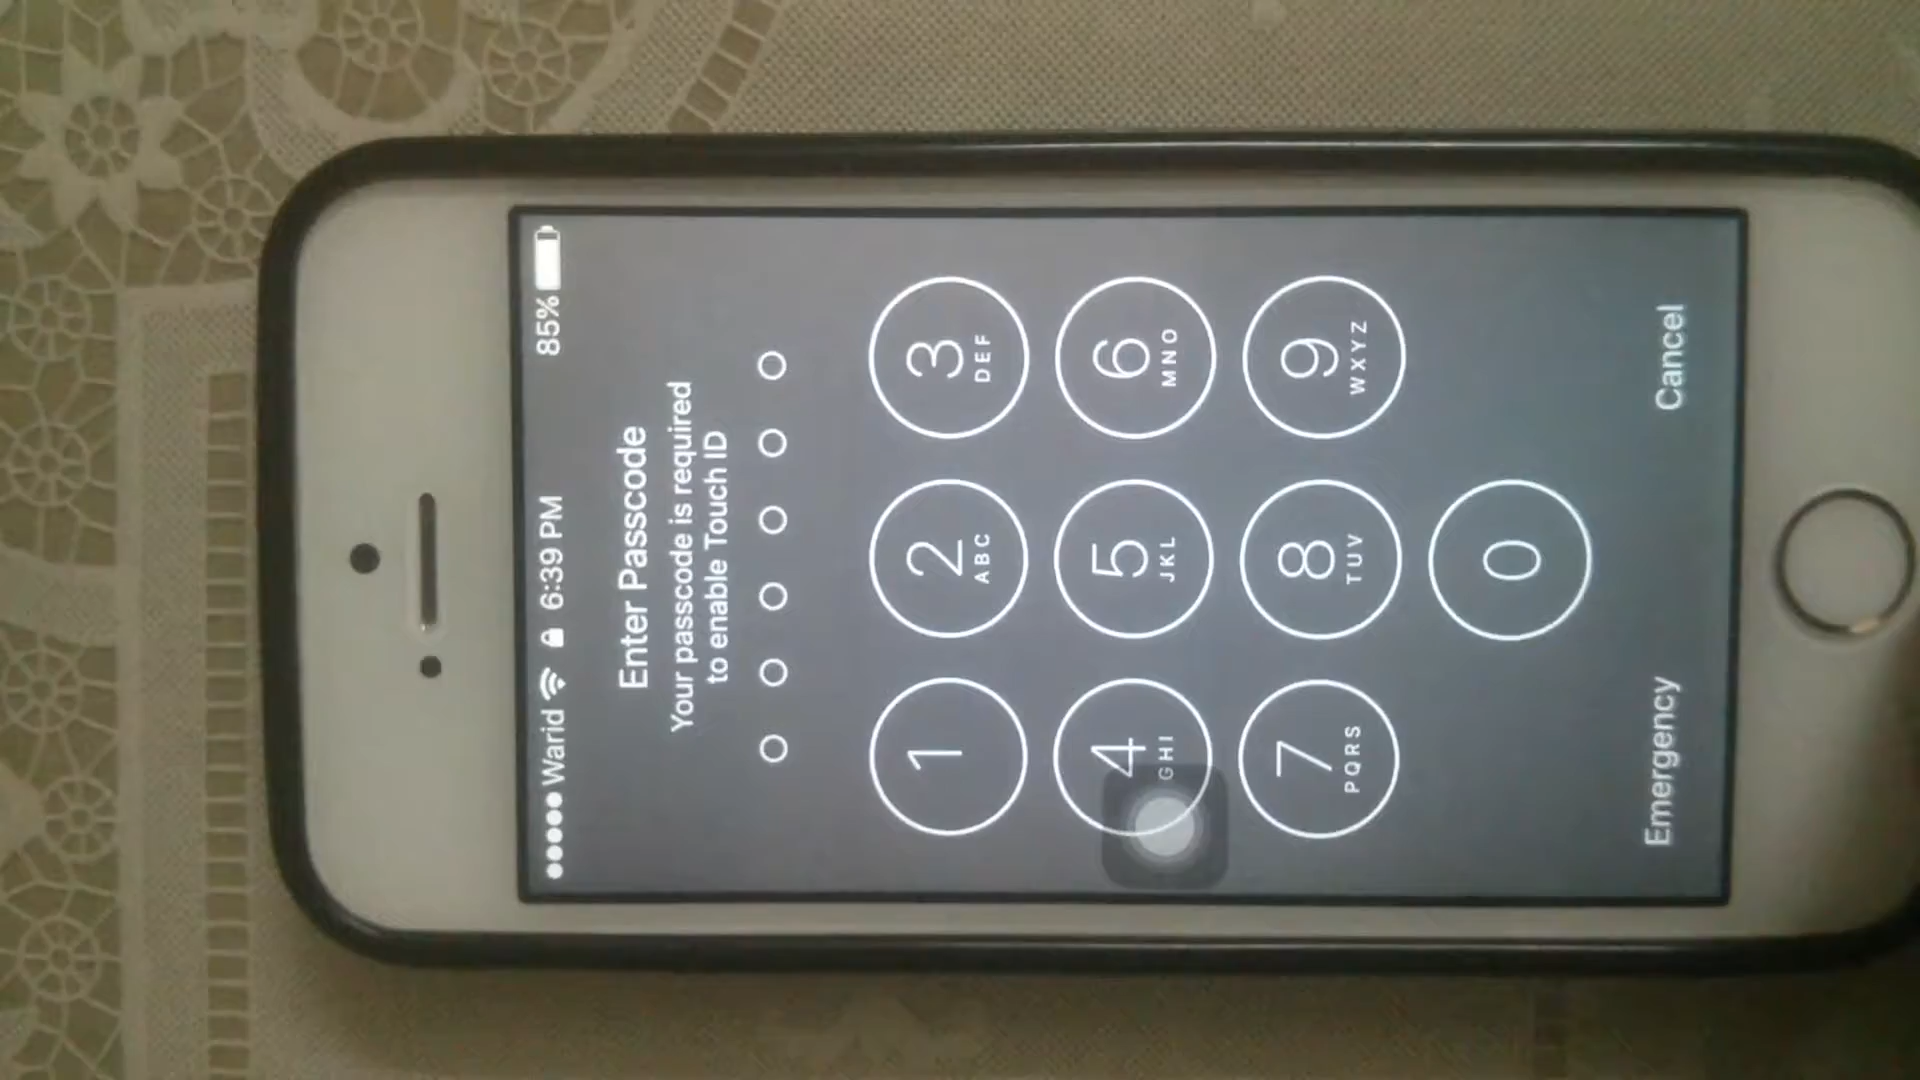 ●●●●● Warid 6:39 PM 85%
Enter Passcode
Your passcode is required
to enable Touch ID
1 2 3
ABC DEF
4 5 6
GHI JKL MNO
7 8 9
PQRS TUV WXYZ
0
Emergency Cancel